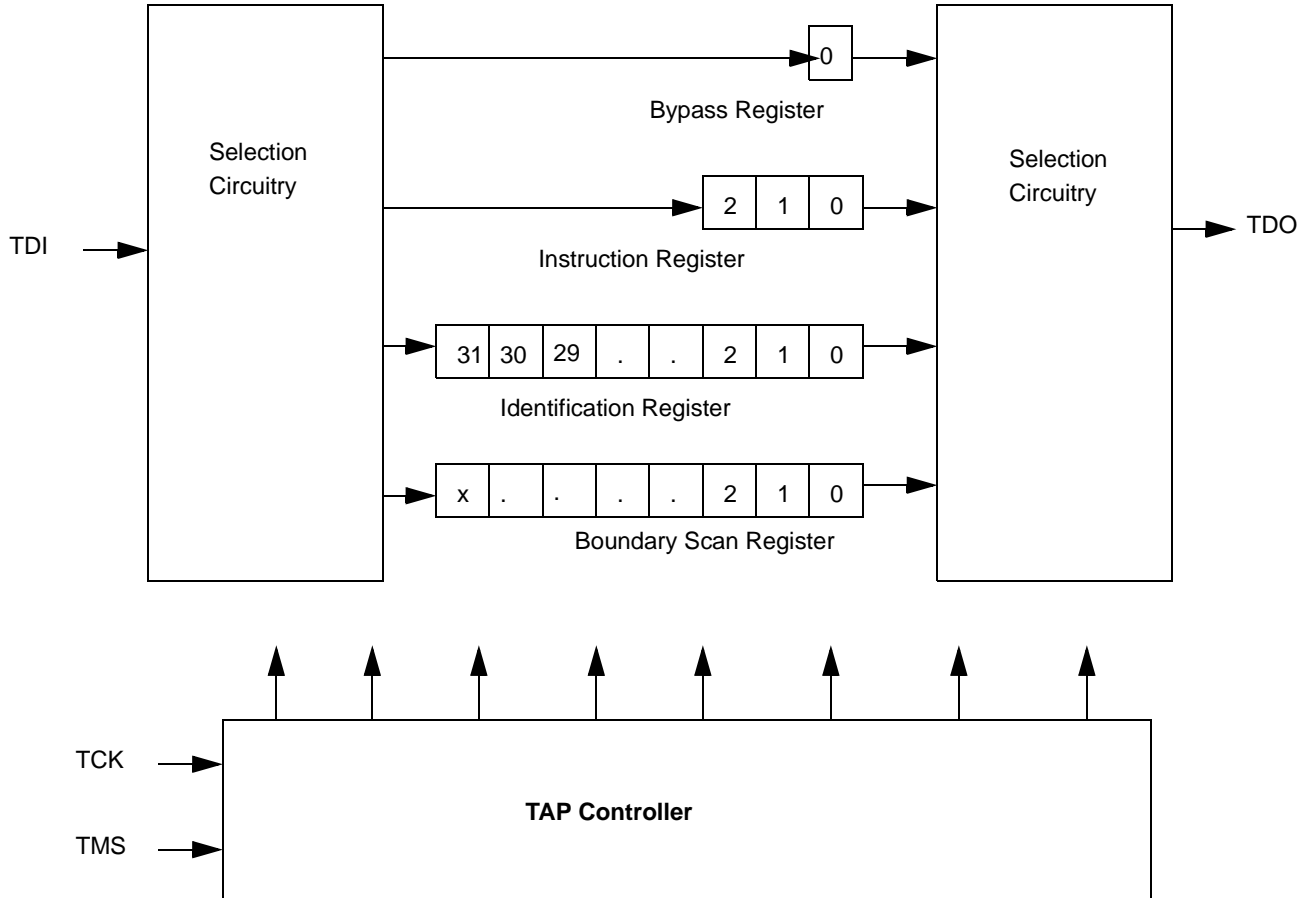 0
Bypass Register
Selection
Circuitry
Selection
Circuitry
2 1 0
TDI
TDO
Instruction Register
31 30 29 . . 2 1 0
Identification Register
x . . . . 2 1 0
Boundary Scan Register
TCK
TAP Controller
TMS